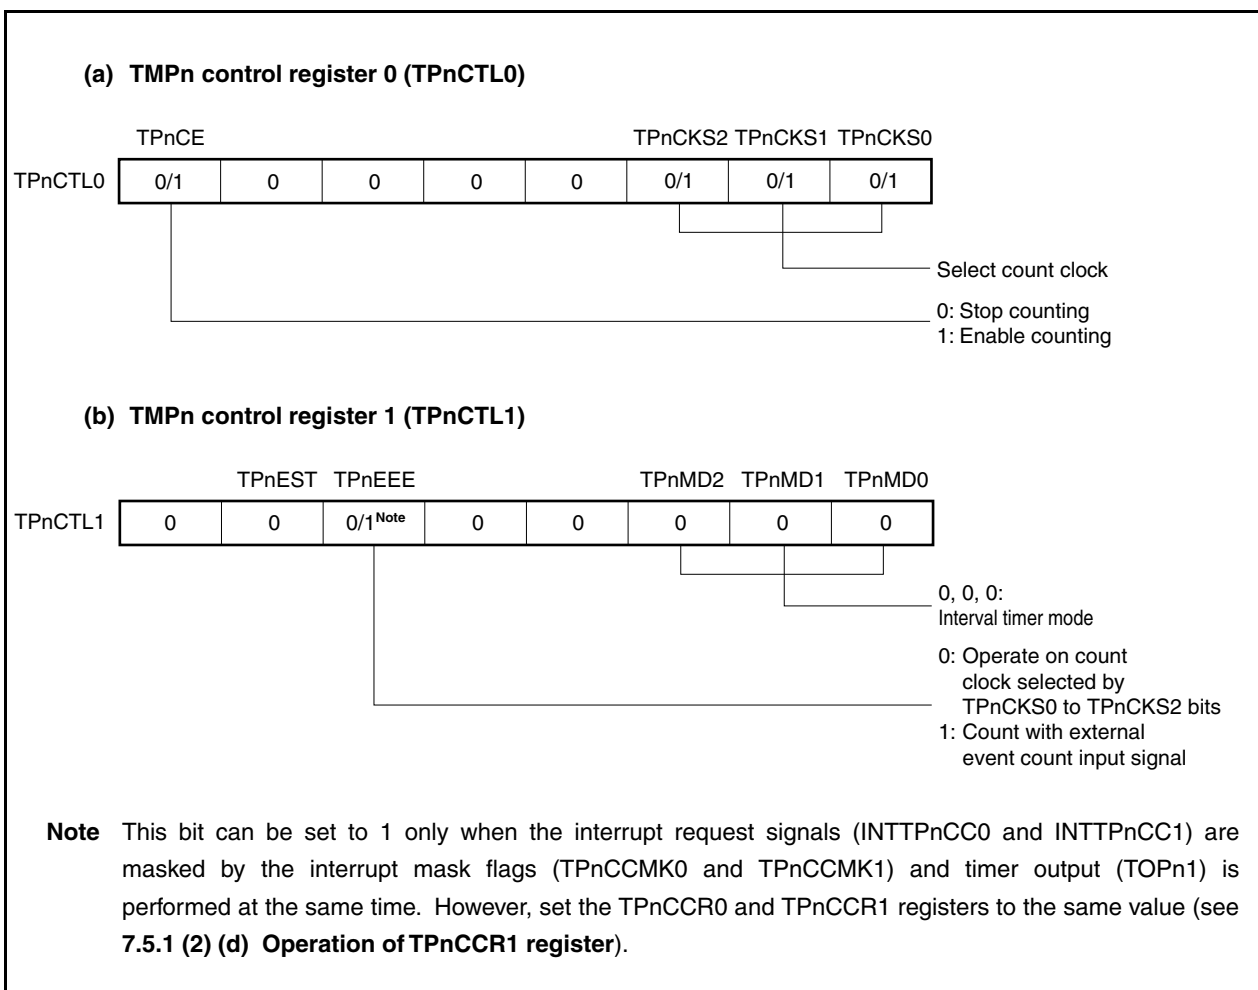 (a) TMPn control register 0 (TPnCTL0)
TPnCE TPnCKS2 TPnCKS1 TPnCKS0
TPnCTL0 0/1 0 0 0 0 0/1 0/1 0/1
Select count clock
0: Stop counting
1: Enable counting
(b) TMPn control register 1 (TPnCTL1)
TPnEST TPnEEE TPnMD2 TPnMD1 TPnMD0
TPnCTL1 0 0 0/1Note 0 0 0 0 0
0, 0, 0:
Interval timer mode
0: Operate on count
clock selected by
TPnCKS0 to TPnCKS2 bits
1: Count with external
event count input signal
Note This bit can be set to 1 only when the interrupt request signals (INTTPnCC0 and INTTPnCC1) are
masked by the interrupt mask flags (TPnCCMK0 and TPnCCMK1) and timer output (TOPn1) is
performed at the same time. However, set the TPnCCR0 and TPnCCR1 registers to the same value (see
7.5.1 (2) (d) Operation of TPnCCR1 register).